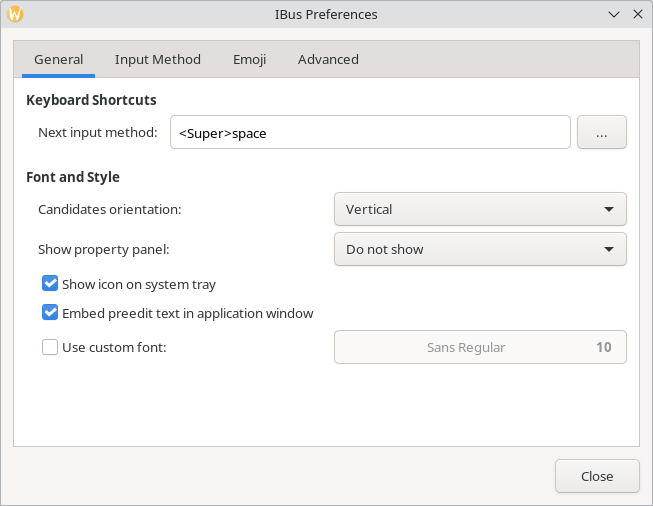 IBus Preferences
General Input Method Emoji Advanced
Keyboard Shortcuts
Next input method: <Super>space ...
Font and Style
Candidates orientation: Vertical
Show property panel: Do not show
Show icon on system tray
Embed preedit text in application window
Use custom font: Sans Regular 10
Close